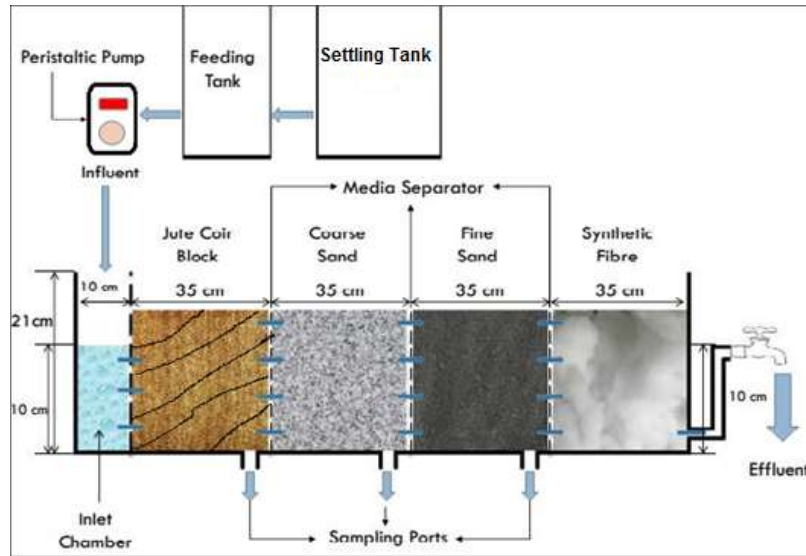 Peristaltic Pump
Feeding
Tank
Settling Tank
Influent
Media Separator
Jute Coir
Block
Coarse
Sand
Fine
Sand
Synthetic
Fibre
10 cm
35 cm
35 cm
35 cm
35 cm
21cm
10 cm
10 cm
Effluent
Inlet
Chamber
Sampling Ports